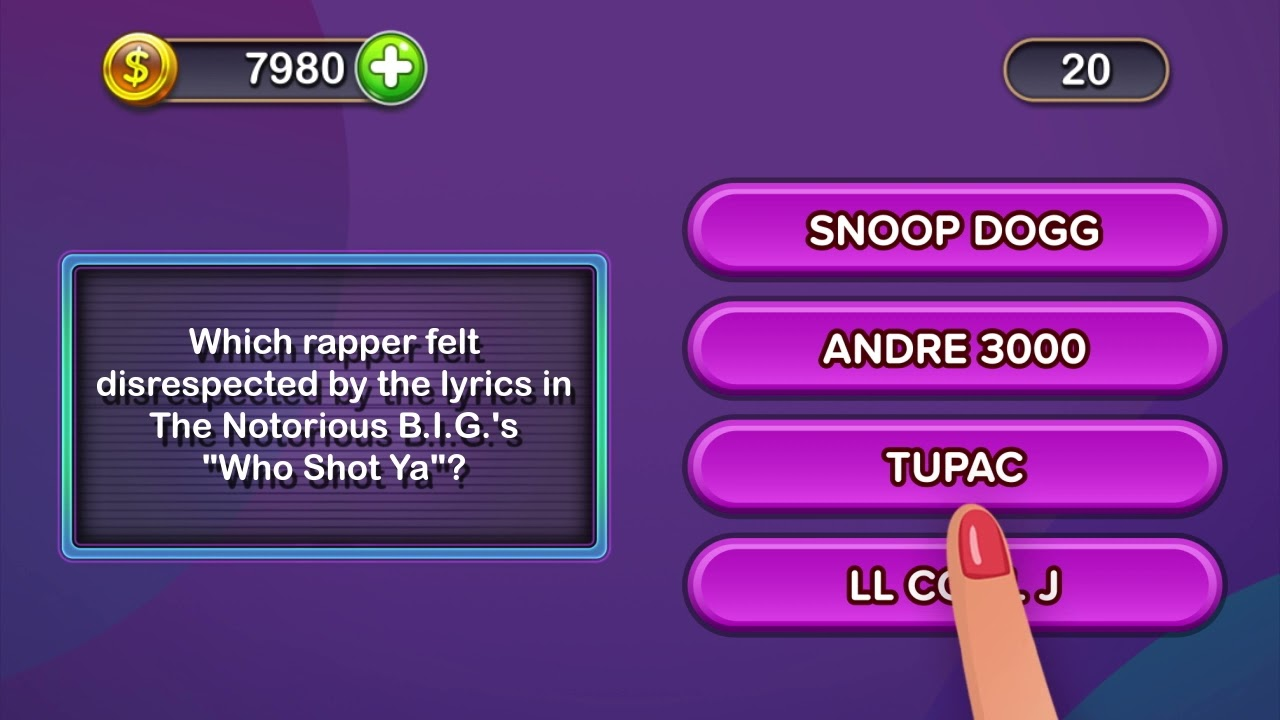 $ 7980 +
20
Which rapper felt
disrespected by the lyrics in
The Notorious B.I.G.'s
"Who Shot Ya"?
SNOOP DOGG
ANDRE 3000
TUPAC
LL J